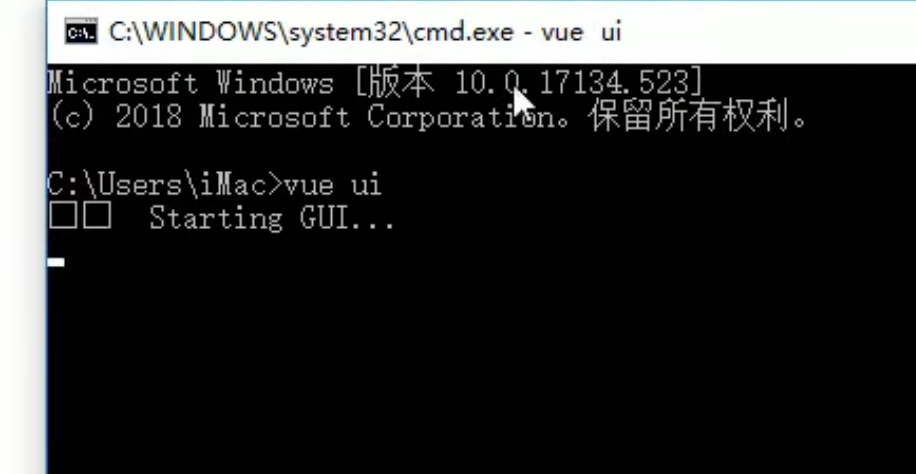 C:\WINDOWS\system32\cmd.exe - vue ui
Microsoft Windows [版本 10.0.17134.523]
(c) 2018 Microsoft Corporation。保留所有权利。
C:\Users\iMac>vue ui
□□ Starting GUI...